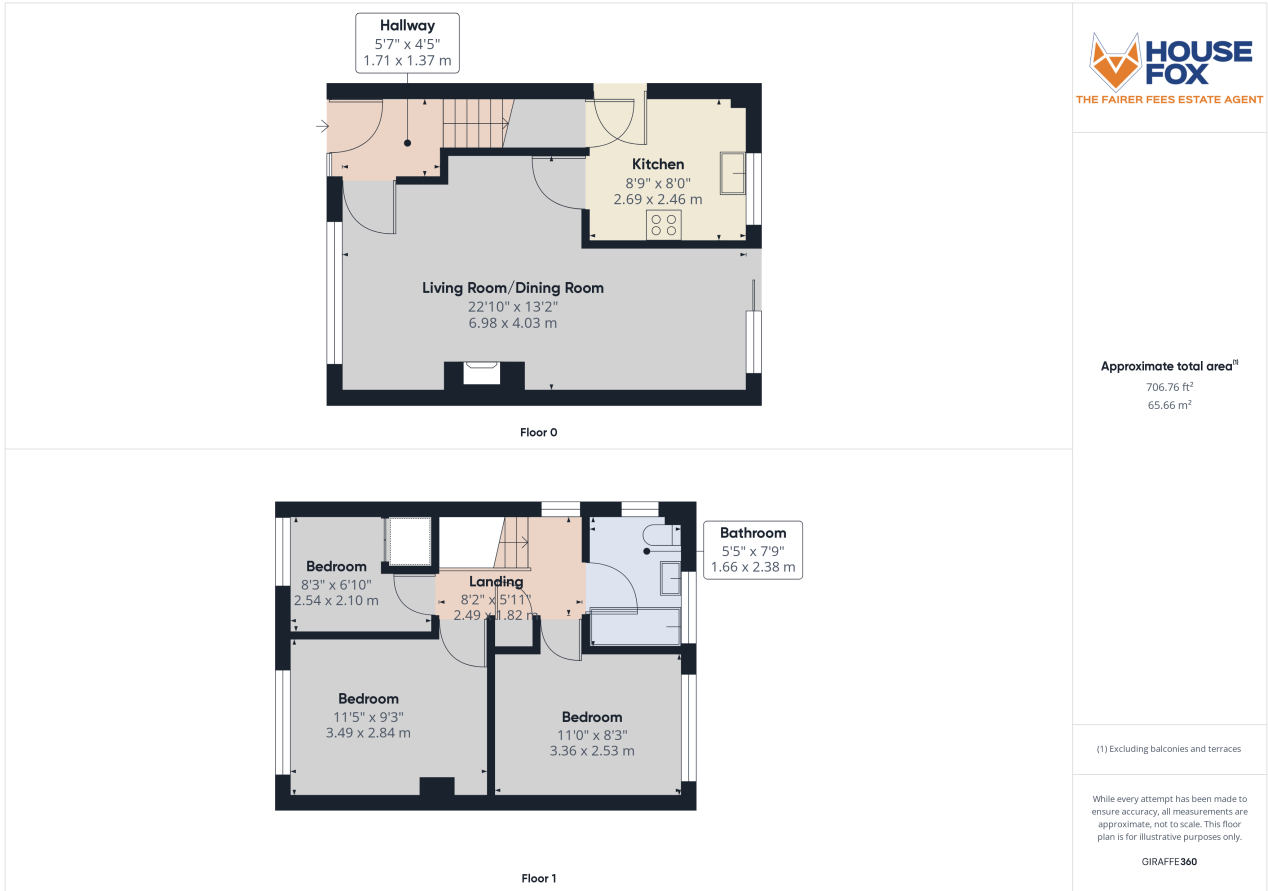 Hallway
5'7" x 4'5"
1.71 x 1.37 m
Kitchen
8'9" x 8'0"
2.69 x 2.46 m
Living Room/Dining Room
22'10" x 13'2"
6.98 x 4.03 m
Floor 0
Bedroom
8'3" x 6'10"
2.54 x 2.10 m
Landing
8'2" x 5'11"
2.49 x 1.82 m
Bathroom
5'5" x 7'9"
1.66 x 2.38 m
Bedroom
11'5" x 9'3"
3.49 x 2.84 m
Bedroom
11'0" x 8'3"
3.36 x 2.53 m
Floor 1
HOUSE
FOX
THE FAIRER FEES ESTATE AGENT
Approximate total area(1)
706.76 ft²
65.66 m²
(1) Excluding balconies and terraces
While every attempt has been made to
ensure accuracy, all measurements are
approximate, not to scale. This floor
plan is for illustrative purposes only.
GIRAFFE360